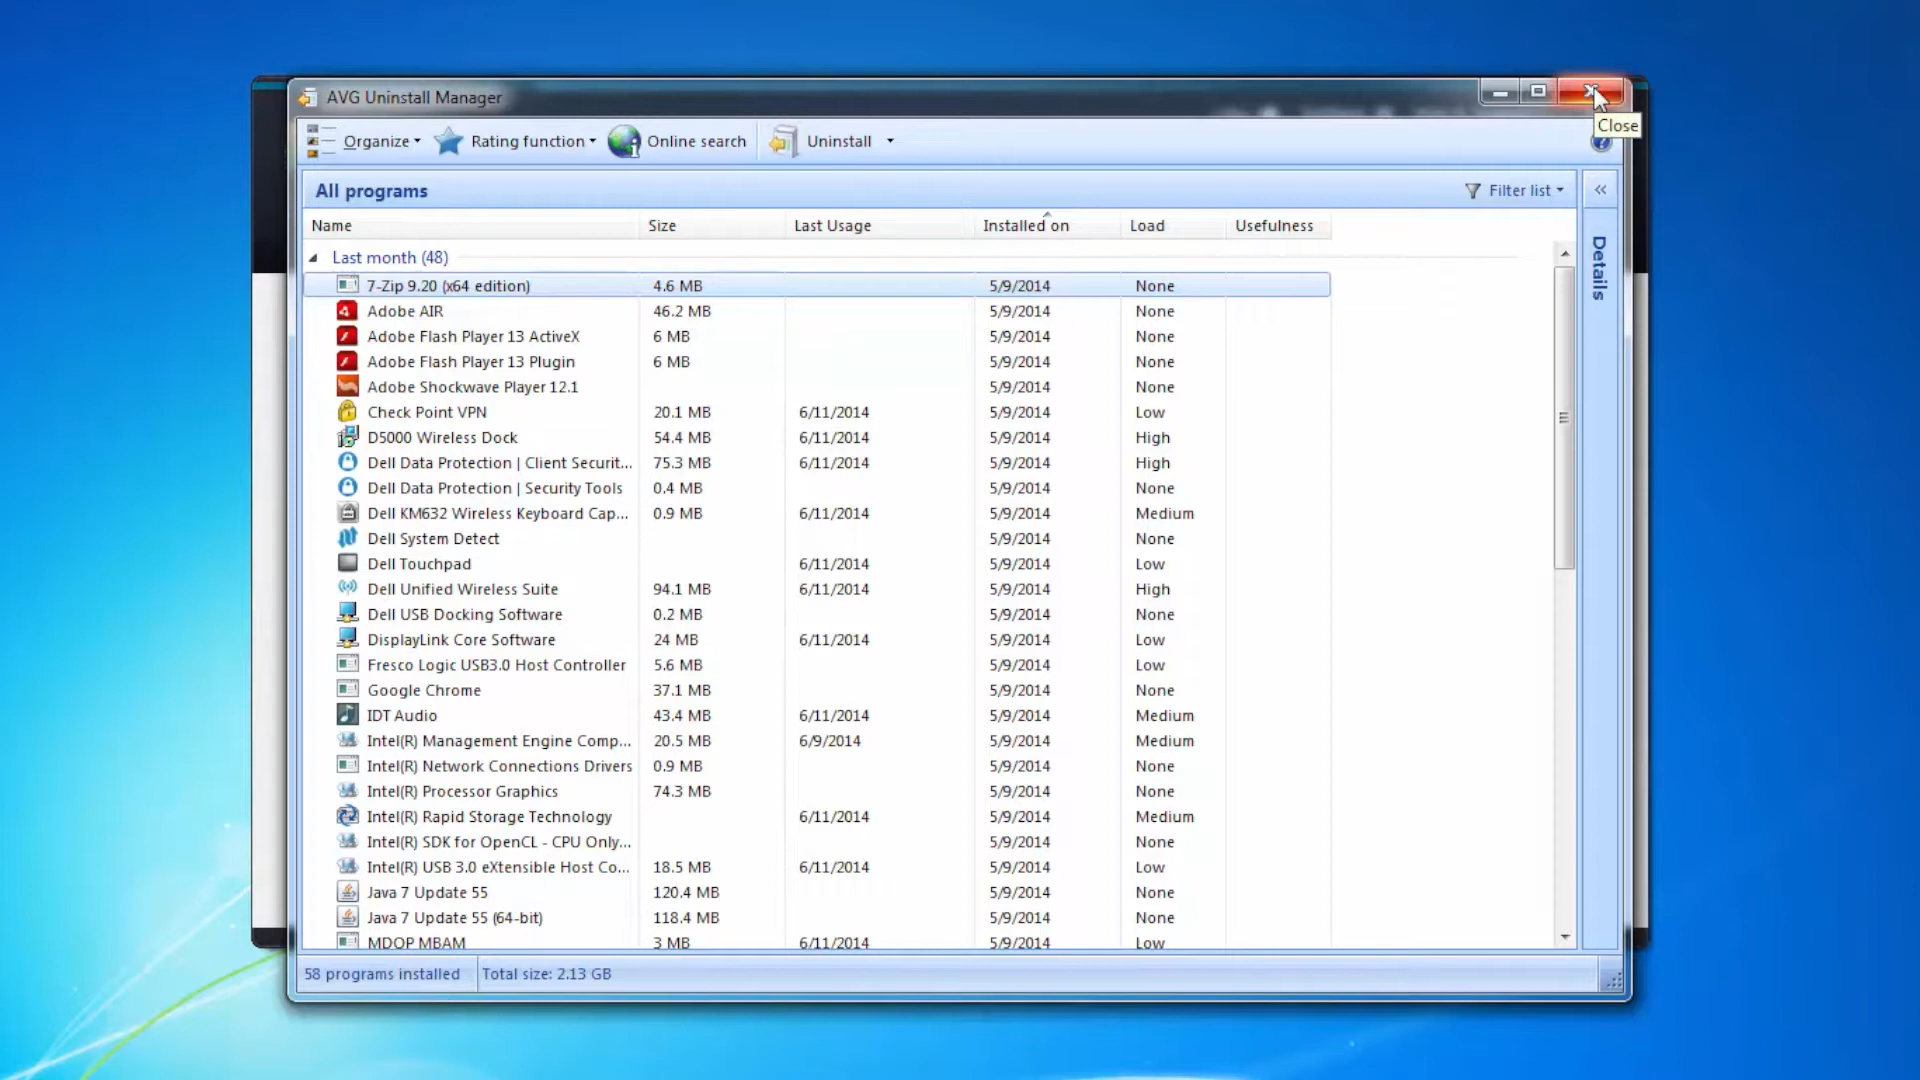 AVG Uninstall Manager
Close
Organize Rating function Online search Uninstall
All programs Filter list
Details
Name Size Last Usage Installed on Load Usefulness
Last month (48)
7-Zip 9.20 (x64 edition) 4.6 MB 5/9/2014 None
Adobe AIR 46.2 MB 5/9/2014 None
Adobe Flash Player 13 ActiveX 6 MB 5/9/2014 None
Adobe Flash Player 13 Plugin 6 MB 5/9/2014 None
Adobe Shockwave Player 12.1 5/9/2014 None
Check Point VPN 20.1 MB 6/11/2014 5/9/2014 Low
D5000 Wireless Dock 54.4 MB 6/11/2014 5/9/2014 High
Dell Data Protection | Client Securit... 75.3 MB 6/11/2014 5/9/2014 High
Dell Data Protection | Security Tools 0.4 MB 5/9/2014 None
Dell KM632 Wireless Keyboard Cap... 0.9 MB 6/11/2014 5/9/2014 Medium
Dell System Detect 5/9/2014 None
Dell Touchpad 6/11/2014 5/9/2014 Low
Dell Unified Wireless Suite 94.1 MB 6/11/2014 5/9/2014 High
Dell USB Docking Software 0.2 MB 5/9/2014 None
DisplayLink Core Software 24 MB 6/11/2014 5/9/2014 Low
Fresco Logic USB3.0 Host Controller 5.6 MB 5/9/2014 Low
Google Chrome 37.1 MB 5/9/2014 None
IDT Audio 43.4 MB 6/11/2014 5/9/2014 Medium
Intel(R) Management Engine Comp... 20.5 MB 6/9/2014 5/9/2014 Medium
Intel(R) Network Connections Drivers 0.9 MB 5/9/2014 None
Intel(R) Processor Graphics 74.3 MB 5/9/2014 None
Intel(R) Rapid Storage Technology 6/11/2014 5/9/2014 Medium
Intel(R) SDK for OpenCL - CPU Only... 5/9/2014 None
Intel(R) USB 3.0 eXtensible Host Co... 18.5 MB 6/11/2014 5/9/2014 Low
Java 7 Update 55 120.4 MB 5/9/2014 None
Java 7 Update 55 (64-bit) 118.4 MB 5/9/2014 None
MDOP MBAM 3 MB 6/11/2014 5/9/2014 Low
58 programs installed Total size: 2.13 GB